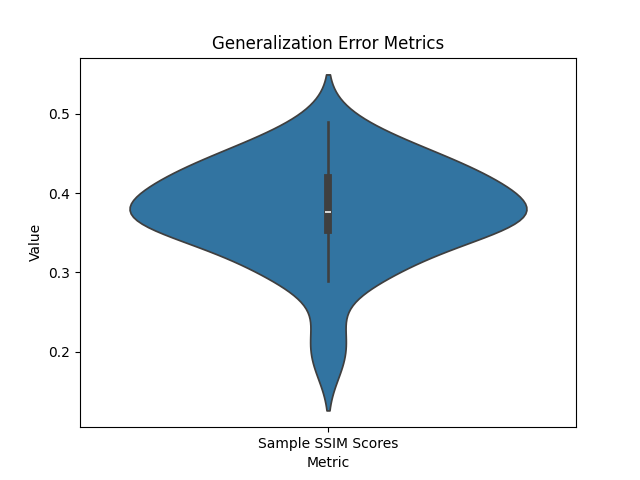 Generalization Error Metrics
0.5
0.4
0.3
0.2
Value
Sample SSIM Scores
Metric